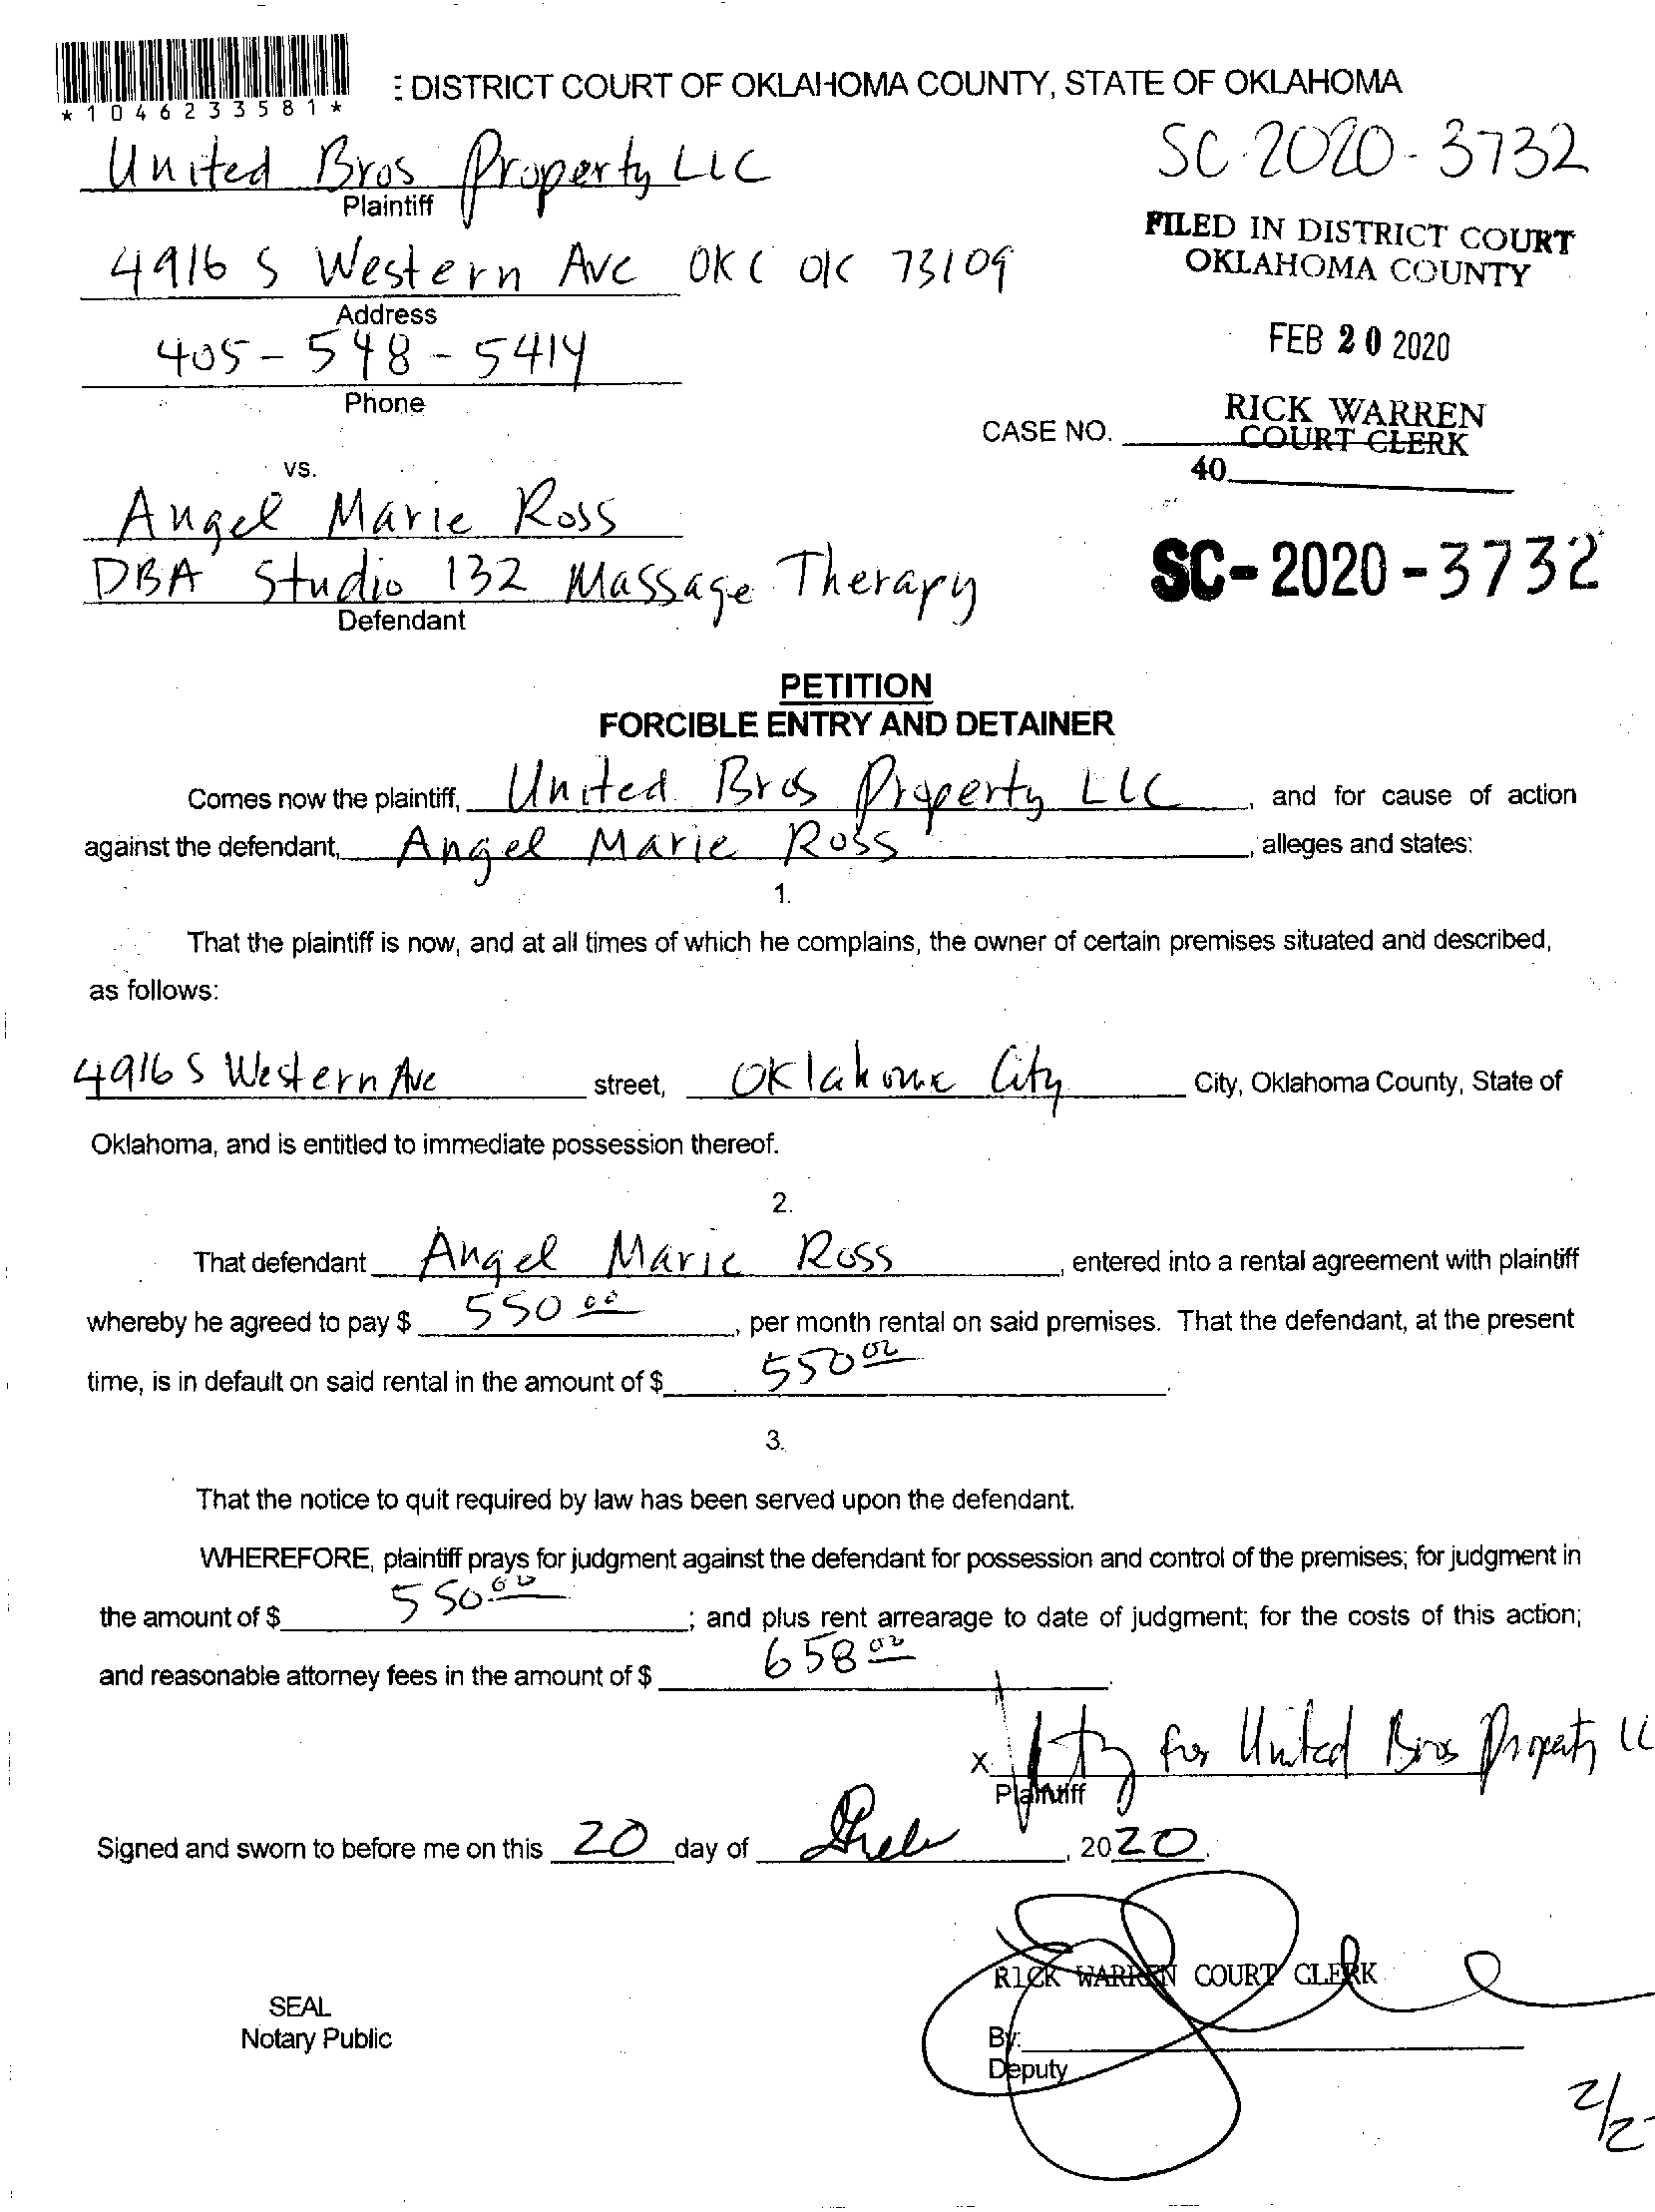 *1046233581*
: DISTRICT COURT OF OKLAHOMA COUNTY, STATE OF OKLAHOMA
United Bros Property LLC
Plaintiff
SC-2020-3732
4916 S Western Ave OKC OK 73109
Address
FILED IN DISTRICT COURT
OKLAHOMA COUNTY
405-548-5414
Phone
FEB 20 2020
RICK WARREN
COURT CLERK
CASE NO.
40
vs.
Angel Marie Ross
DBA Studio 132 Massage Therapy
Defendant
SC-2020-3732
PETITION
FORCIBLE ENTRY AND DETAINER
Comes now the plaintiff, United Bros Property LLC, and for cause of action
against the defendant, Angel Marie Ross, alleges and states:
1.
That the plaintiff is now, and at all times of which he complains, the owner of certain premises situated and described,
as follows:
4916 S Western Ave street, Oklahoma City City, Oklahoma County, State of
Oklahoma, and is entitled to immediate possession thereof.
2.
That defendant Angel Marie Ross, entered into a rental agreement with plaintiff
whereby he agreed to pay $ 550.00, per month rental on said premises. That the defendant, at the present
time, is in default on said rental in the amount of $ 550.00.
3.
That the notice to quit required by law has been served upon the defendant.
WHEREFORE, plaintiff prays for judgment against the defendant for possession and control of the premises; for judgment in
the amount of $ 550.00; and plus rent arrearage to date of judgment; for the costs of this action;
and reasonable attorney fees in the amount of $ 658.00.
X for United Bros Property LL
Plaintiff
Signed and sworn to before me on this 20 day of , 2020.
RICK WARREN COURT CLERK
SEAL
Notary Public
By:
Deputy
2/2